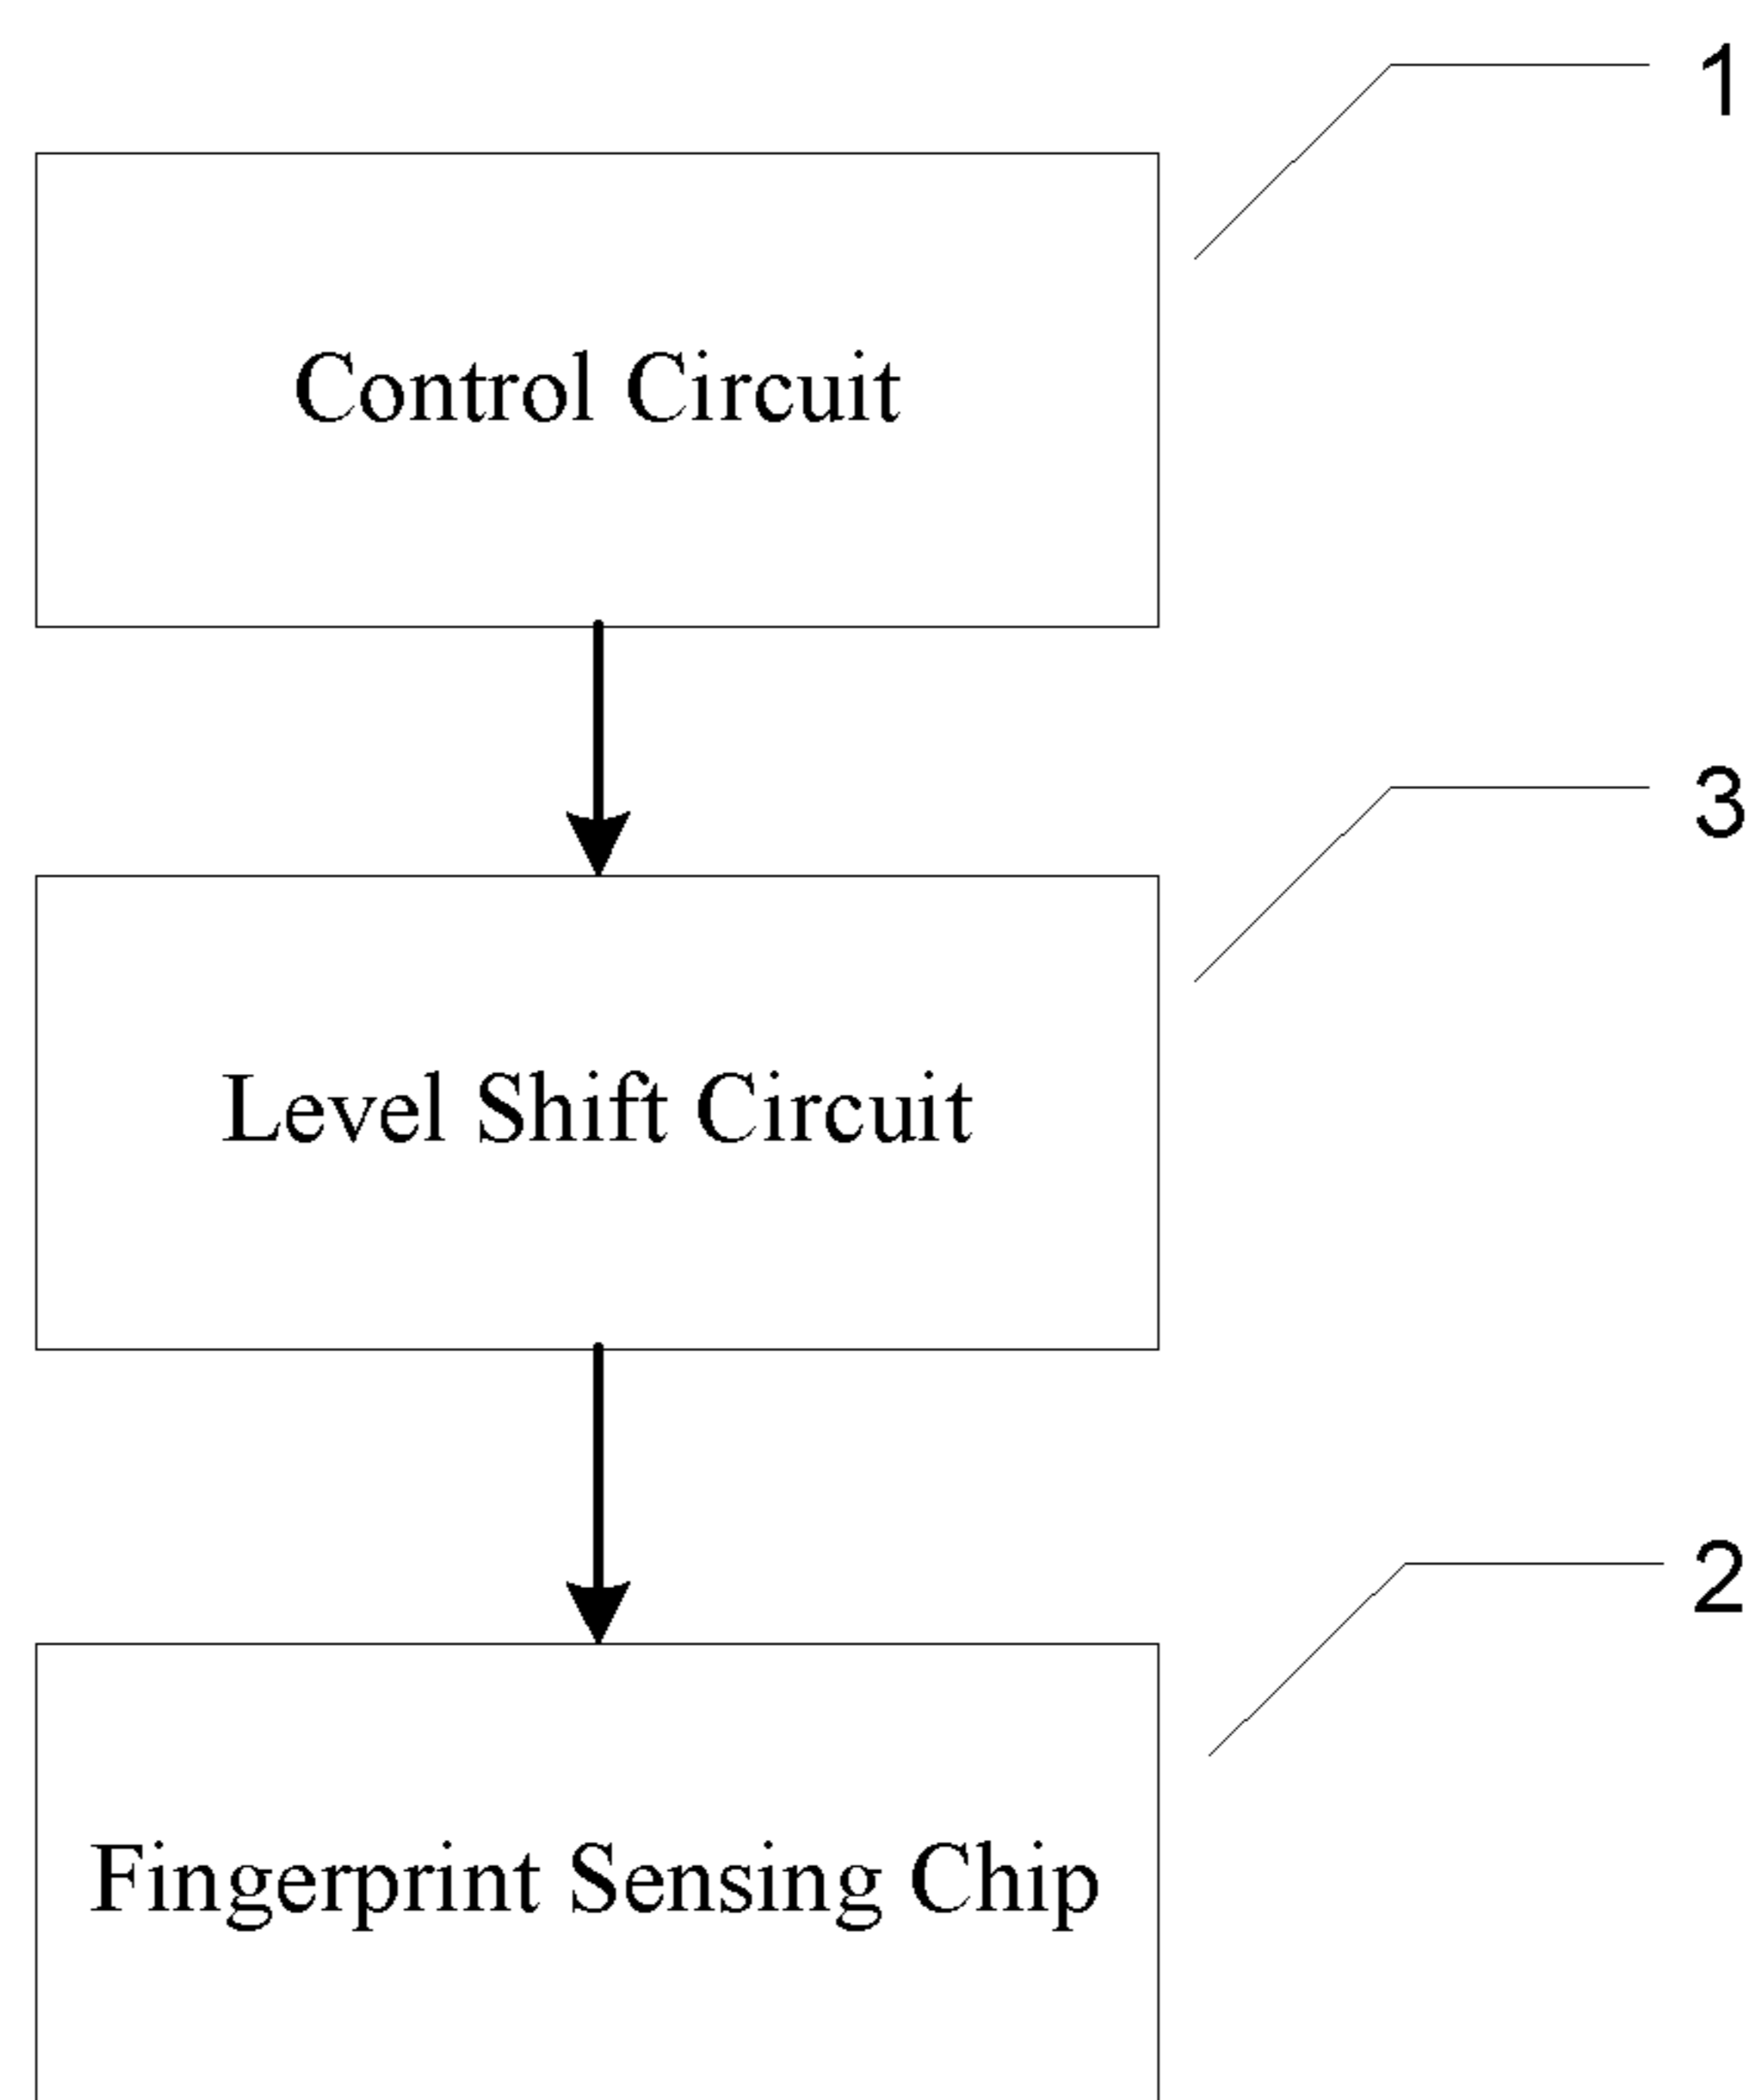 1
Control Circuit
3
Level Shift Circuit
2
Fingerprint Sensing Chip